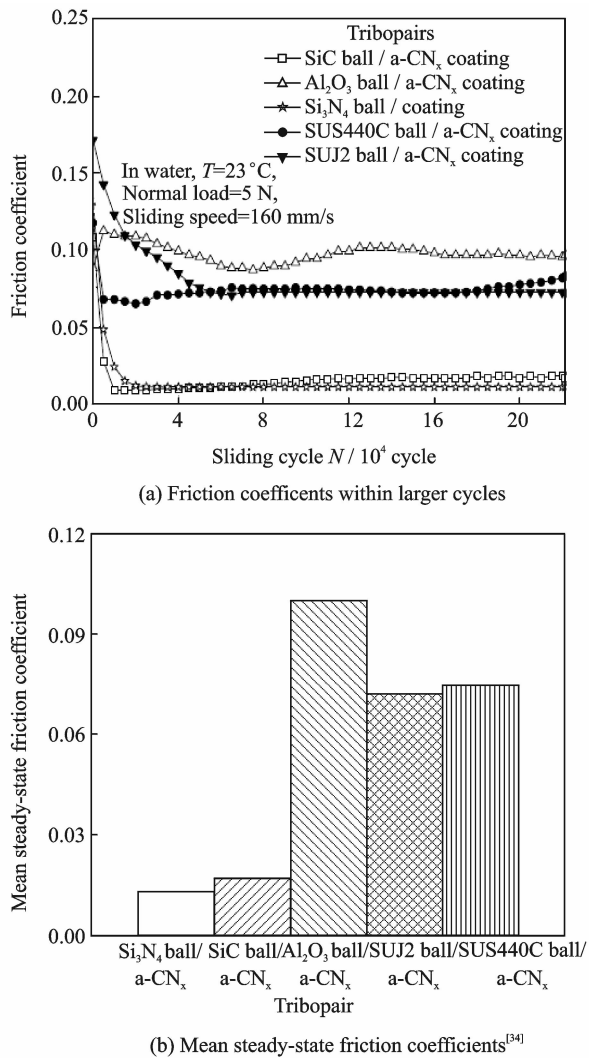 0.25
0.20
0.15
0.10
0.05
0.00
Friction coefficient
Tribopairs
SiC ball / a-CNₓ coating
Al₂O₃ ball / a-CNₓ coating
Si₃N₄ ball / coating
SUS440C ball / a-CNₓ coating
SUJ2 ball / a-CNₓ coating
In water, T=23°C,
Normal load=5 N,
Sliding speed=160 mm/s
0 4 8 12 16 20
Sliding cycle N / 10⁴ cycle
(a) Friction coefficents within larger cycles
0.12
0.09
0.06
0.03
0.00
Mean steady-state friction coefficient
Si₃N₄ ball/ SiC ball/Al₂O₃ ball/SUJ2 ball/SUS440C ball/
a-CNₓ a-CNₓ a-CNₓ a-CNₓ a-CNₓ
Tribopair
(b) Mean steady-state friction coefficients[34]